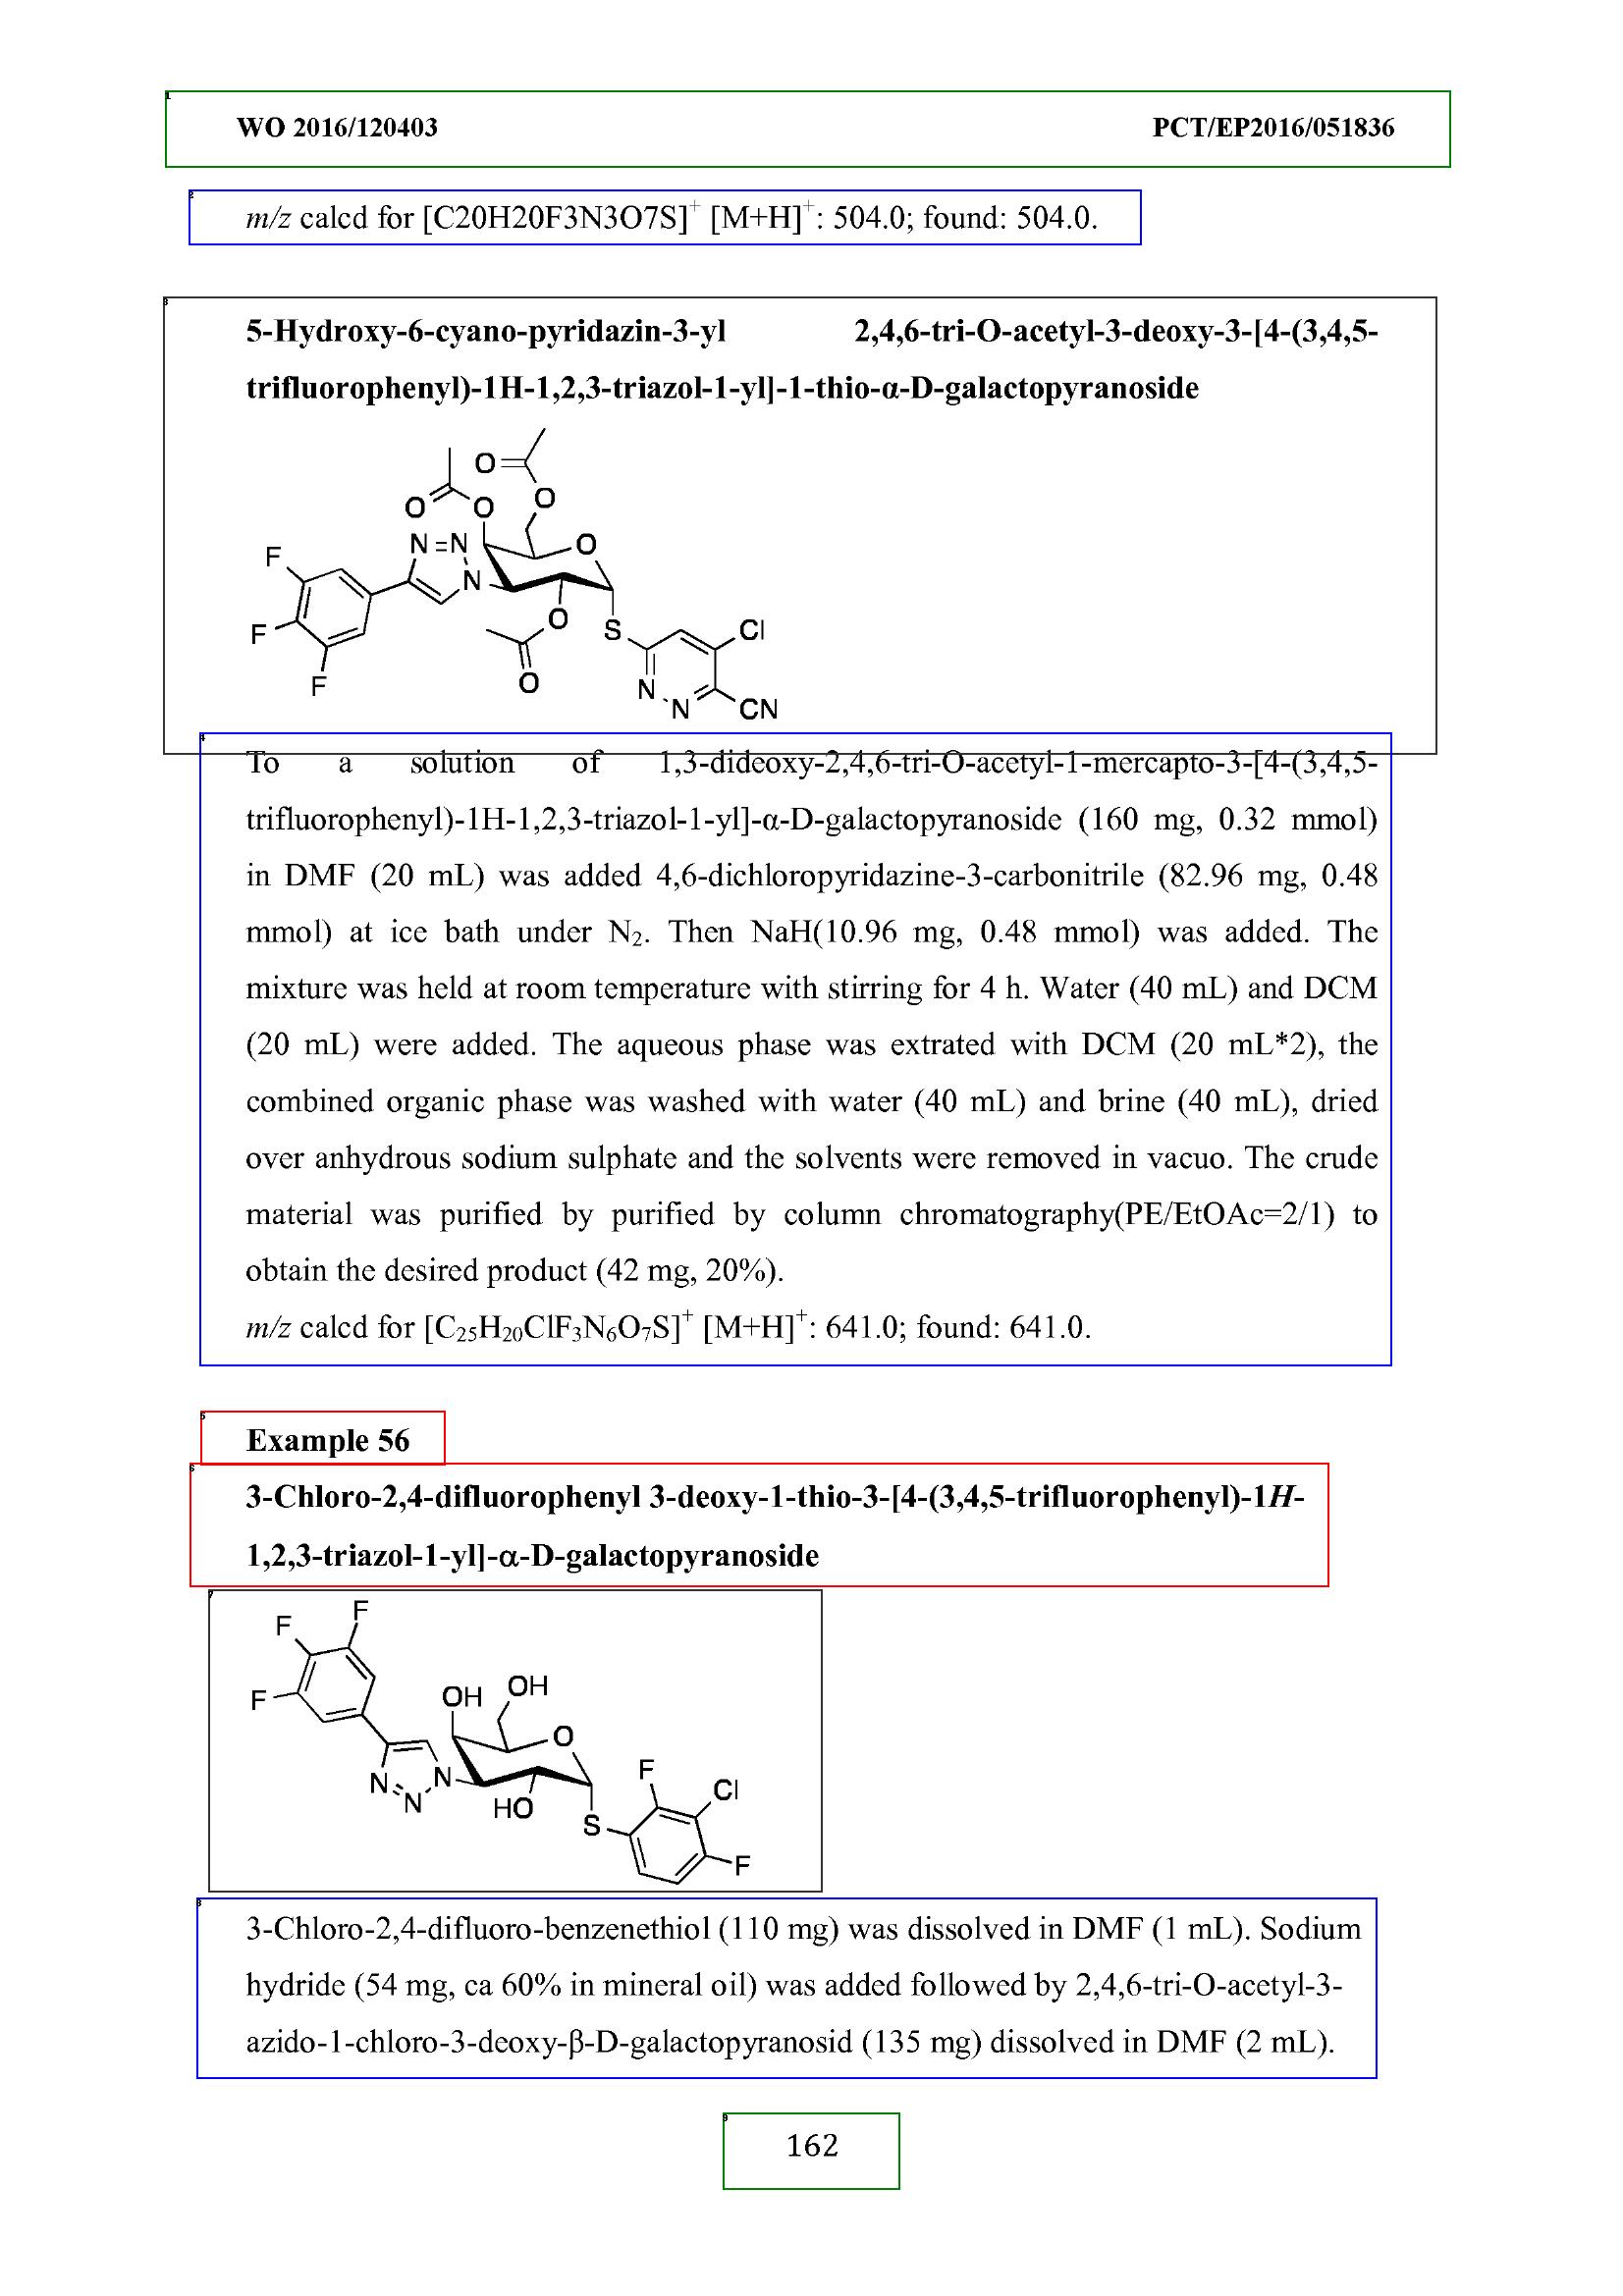 WO 2016/120403 PCT/EP2016/051836
m/z calcd for [C20H20F3N3O7S]+ [M+H]+: 504.0; found: 504.0.
5-Hydroxy-6-cyano-pyridazin-3-yl 2,4,6-tri-O-acetyl-3-deoxy-3-[4-(3,4,5-
trifluorophenyl)-1H-1,2,3-triazol-1-yl]-1-thio-α-D-galactopyranoside
O
O
O
O
N=N
N
O
F
F
F
O
O
S
Cl
N
N
CN
To a solution of 1,3-dideoxy-2,4,6-tri-O-acetyl-1-mercapto-3-[4-(3,4,5-
trifluorophenyl)-1H-1,2,3-triazol-1-yl]-α-D-galactopyranoside (160 mg, 0.32 mmol)
in DMF (20 mL) was added 4,6-dichloropyridazine-3-carbonitrile (82.96 mg, 0.48
mmol) at ice bath under N₂. Then NaH(10.96 mg, 0.48 mmol) was added. The
mixture was held at room temperature with stirring for 4 h. Water (40 mL) and DCM
(20 mL) were added. The aqueous phase was extrated with DCM (20 mL*2), the
combined organic phase was washed with water (40 mL) and brine (40 mL), dried
over anhydrous sodium sulphate and the solvents were removed in vacuo. The crude
material was purified by purified by column chromatography(PE/EtOAc=2/1) to
obtain the desired product (42 mg, 20%).
m/z calcd for [C₂₅H₂₀ClF₃N₆O₇S]+ [M+H]+: 641.0; found: 641.0.
Example 56
3-Chloro-2,4-difluorophenyl 3-deoxy-1-thio-3-[4-(3,4,5-trifluorophenyl)-1H-
1,2,3-triazol-1-yl]-α-D-galactopyranoside
F
F
F
OH
OH
O
N
N
N
HO
S
F
Cl
F
3-Chloro-2,4-difluoro-benzenethiol (110 mg) was dissolved in DMF (1 mL). Sodium
hydride (54 mg, ca 60% in mineral oil) was added followed by 2,4,6-tri-O-acetyl-3-
azido-1-chloro-3-deoxy-β-D-galactopyranosid (135 mg) dissolved in DMF (2 mL).
162